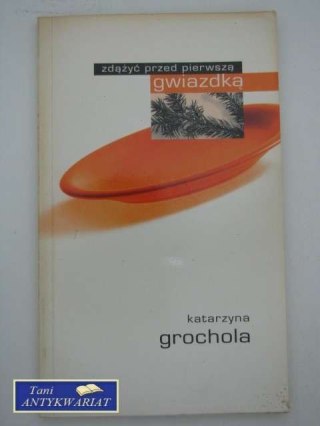 zdążyć przed pierwszą
gwiazdką
katarzyna
grochola
Tani
ANTYKWARIAT